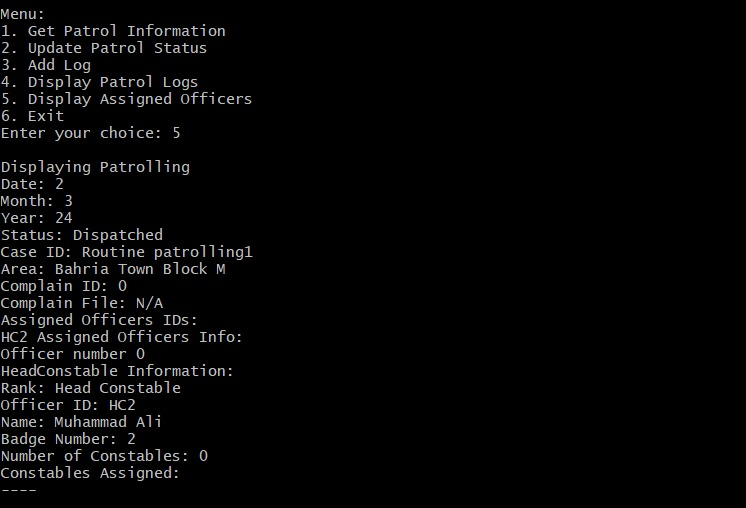 Menu:
1. Get Patrol Information
2. Update Patrol Status
3. Add Log
4. Display Patrol Logs
5. Display Assigned Officers
6. Exit
Enter your choice: 5
Displaying Patrolling
Date: 2
Month: 3
Year: 24
Status: Dispatched
Case ID: Routine patrolling1
Area: Bahria Town Block M
Complain ID: 0
Complain File: N/A
Assigned Officers IDs:
HC2 Assigned Officers Info:
Officer number 0
HeadConstable Information:
Rank: Head Constable
Officer ID: HC2
Name: Muhammad Ali
Badge Number: 2
Number of Constables: 0
Constables Assigned:
----